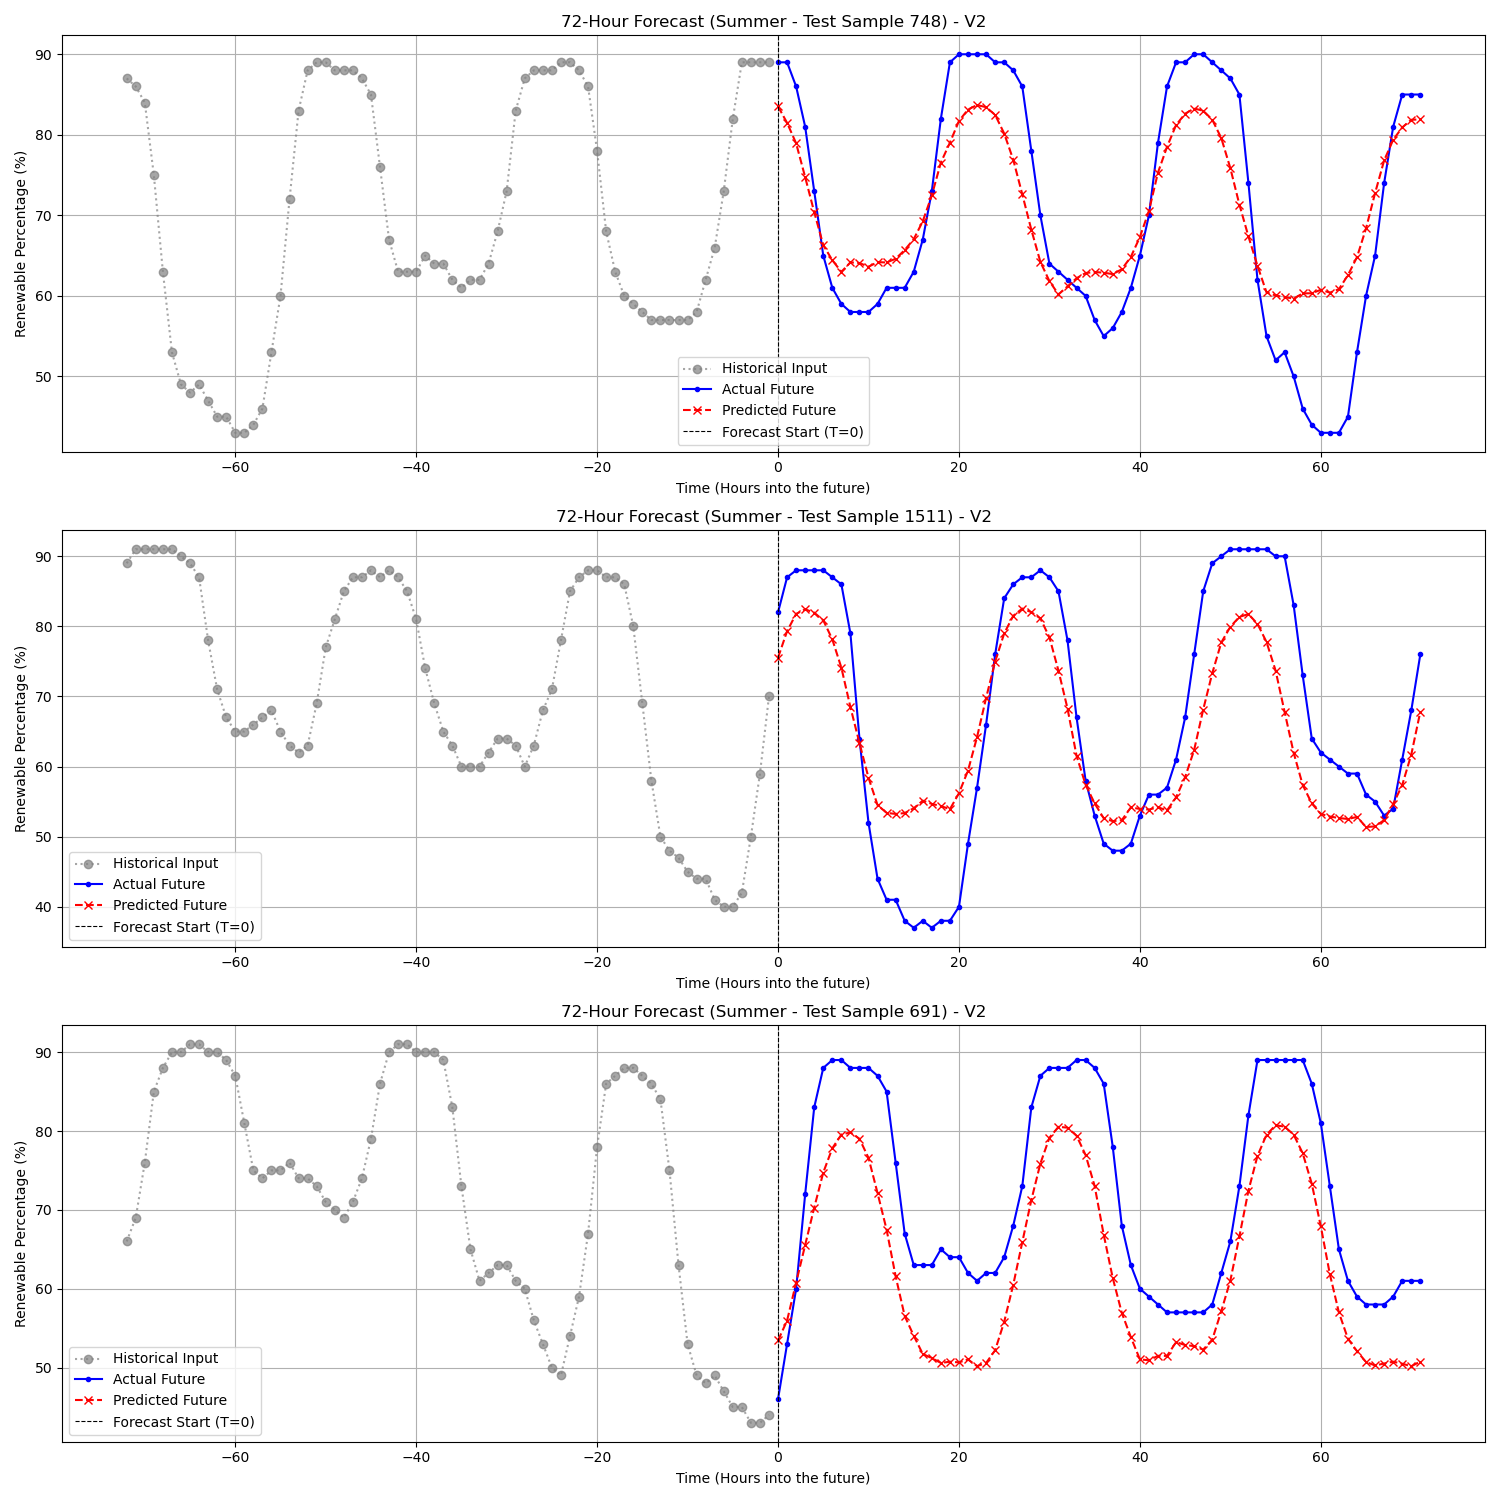 72-Hour Forecast (Summer - Test Sample 748) - V2
Renewable Percentage (%)
90
80
70
60
50
Historical Input
Actual Future
Predicted Future
Forecast Start (T=0)
−60 −40 −20 0 20 40 60
Time (Hours into the future)
72-Hour Forecast (Summer - Test Sample 1511) - V2
Renewable Percentage (%)
90
80
70
60
50
40
Historical Input
Actual Future
Predicted Future
Forecast Start (T=0)
−60 −40 −20 0 20 40 60
Time (Hours into the future)
72-Hour Forecast (Summer - Test Sample 691) - V2
Renewable Percentage (%)
90
80
70
60
50
Historical Input
Actual Future
Predicted Future
Forecast Start (T=0)
−60 −40 −20 0 20 40 60
Time (Hours into the future)